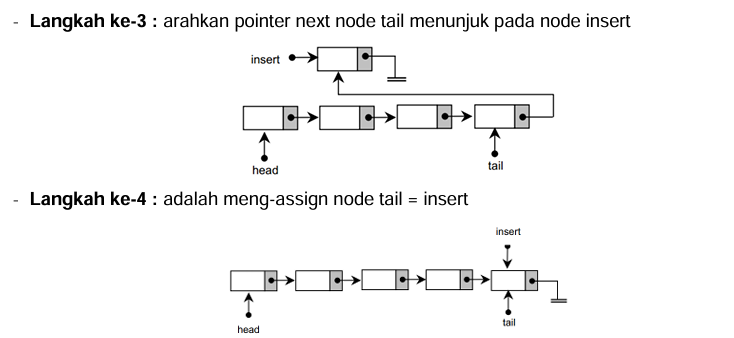 - Langkah ke-3 : arahkan pointer next node tail menunjuk pada node insert
insert
head
tail
- Langkah ke-4 : adalah meng-assign node tail = insert
insert
head
tail